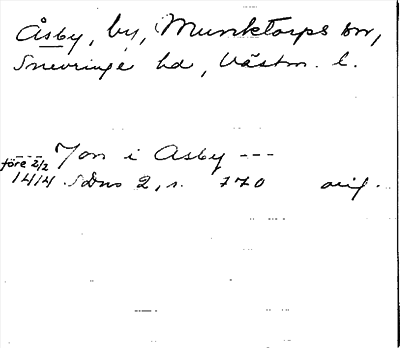 Åsby, by, Munktorps sn,
Snevringe hd, Västm. l.
före 2/2 Jon i Asby ---
1414 SDns 2, s. 770 orig.